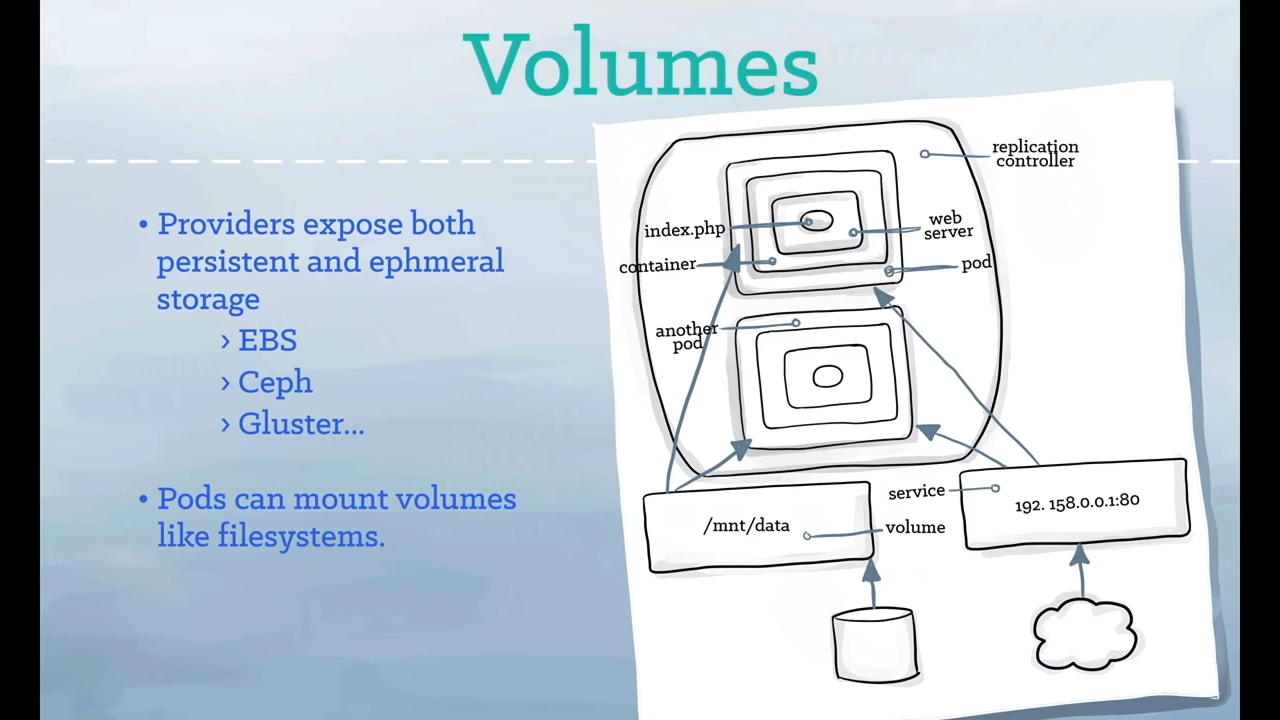 Volumes
• Providers expose both
persistent and ephmeral
storage
› EBS
› Ceph
› Gluster...
• Pods can mount volumes
like filesystems.
replication
controller
index.php
web
server
container
pod
another
pod
service
192. 158.0.0.1:80
/mnt/data
volume